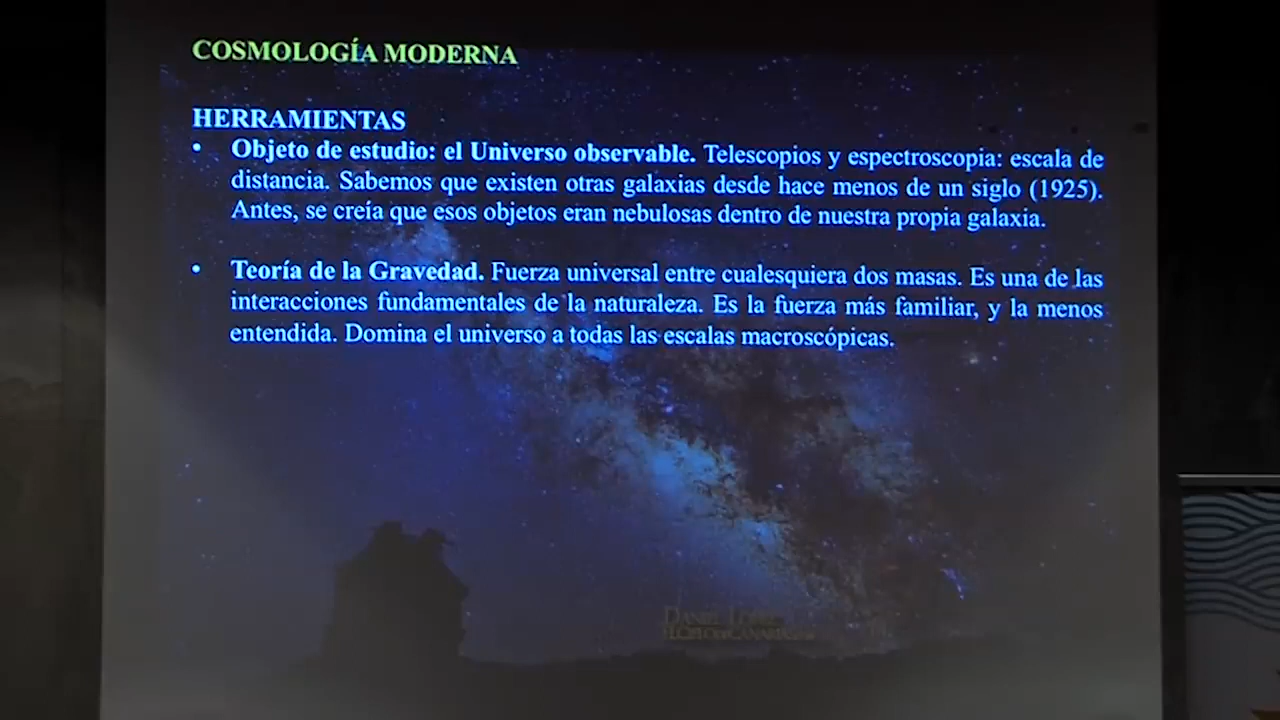 COSMOLOGÍA MODERNA
HERRAMIENTAS
• Objeto de estudio: el Universo observable. Telescopios y espectroscopia: escala de
distancia. Sabemos que existen otras galaxias desde hace menos de un siglo (1925).
Antes, se creía que esos objetos eran nebulosas dentro de nuestra propia galaxia.
• Teoría de la Gravedad. Fuerza universal entre cualesquiera dos masas. Es una de las
interacciones fundamentales de la naturaleza. Es la fuerza más familiar, y la menos
entendida. Domina el universo a todas las escalas macroscópicas.
DANIEL LÓPEZ